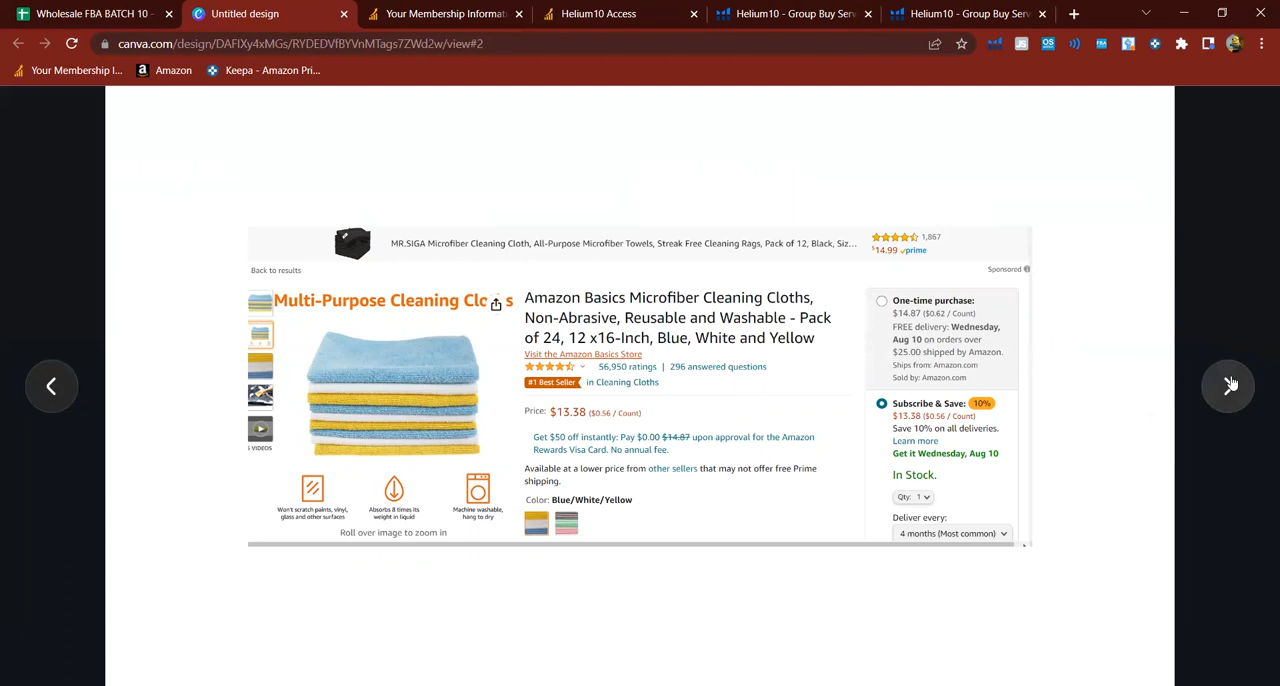 Wholesale FBA BATCH 10 -
Untitled design
Your Membership Informat
Helium10 Access
Helium10 - Group Buy Serv
Helium10 - Group Buy Serv
canva.com/design/DAFIXy4xMGs/RYDEDVfBYVnMTags7ZWd2w/view#2
Your Membership I...
Amazon
Keepa - Amazon Pri...
MR.SIGA Microfiber Cleaning Cloth, All-Purpose Microfiber Towels, Streak Free Cleaning Rags, Pack of 12, Black, Siz...
1,867
$14.99 prime
Back to results
Sponsored
Multi-Purpose Cleaning Clo s
VIDEOS
Won't scratch paints, vinyl,
glass and other surfaces
Absorbs 8 times its
weight in liquid
Machine washable,
hang to dry
Roll over image to zoom in
Amazon Basics Microfiber Cleaning Cloths,
Non-Abrasive, Reusable and Washable - Pack
of 24, 12 x16-Inch, Blue, White and Yellow
Visit the Amazon Basics Store
56,950 ratings | 296 answered questions
#1 Best Seller in Cleaning Cloths
Price: $13.38 ($0.56 / Count)
Get $50 off instantly: Pay $0.00 $14.87 upon approval for the Amazon
Rewards Visa Card. No annual fee.
Available at a lower price from other sellers that may not offer free Prime
shipping.
Color: Blue/White/Yellow
One-time purchase:
$14.87 ($0.62 / Count)
FREE delivery: Wednesday,
Aug 10 on orders over
$25.00 shipped by Amazon.
Ships from: Amazon.com
Sold by: Amazon.com
Subscribe & Save: 10%
$13.38 ($0.56 / Count)
Save 10% on all deliveries.
Learn more
Get it Wednesday, Aug 10
In Stock.
Qty: 1
Deliver every:
4 months (Most common)